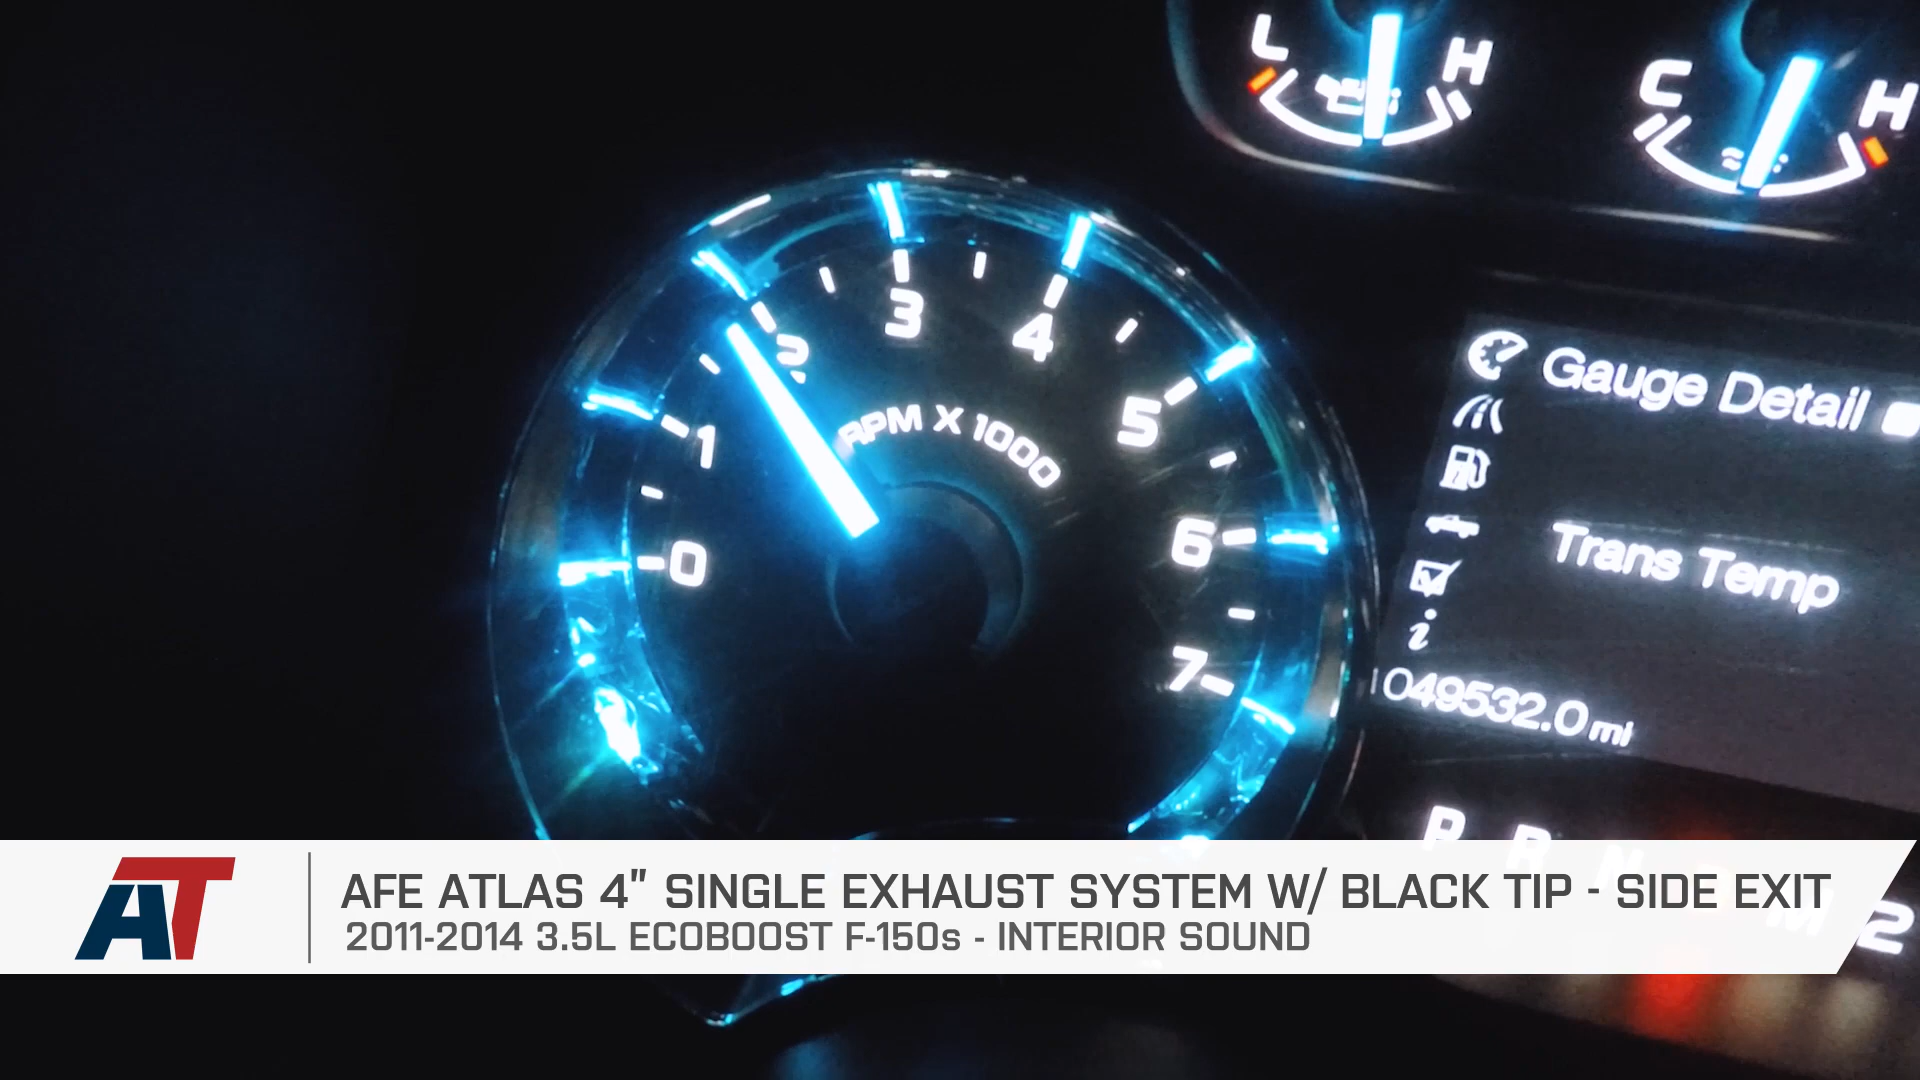 L H
C H
0 1 2 3 4 5 6 7
RPM X 1000
Gauge Detail
Trans Temp
i
049532.0 mi
P R N D M 2
AT
AFE ATLAS 4" SINGLE EXHAUST SYSTEM W/ BLACK TIP - SIDE EXIT
2011-2014 3.5L ECOBOOST F-150s - INTERIOR SOUND